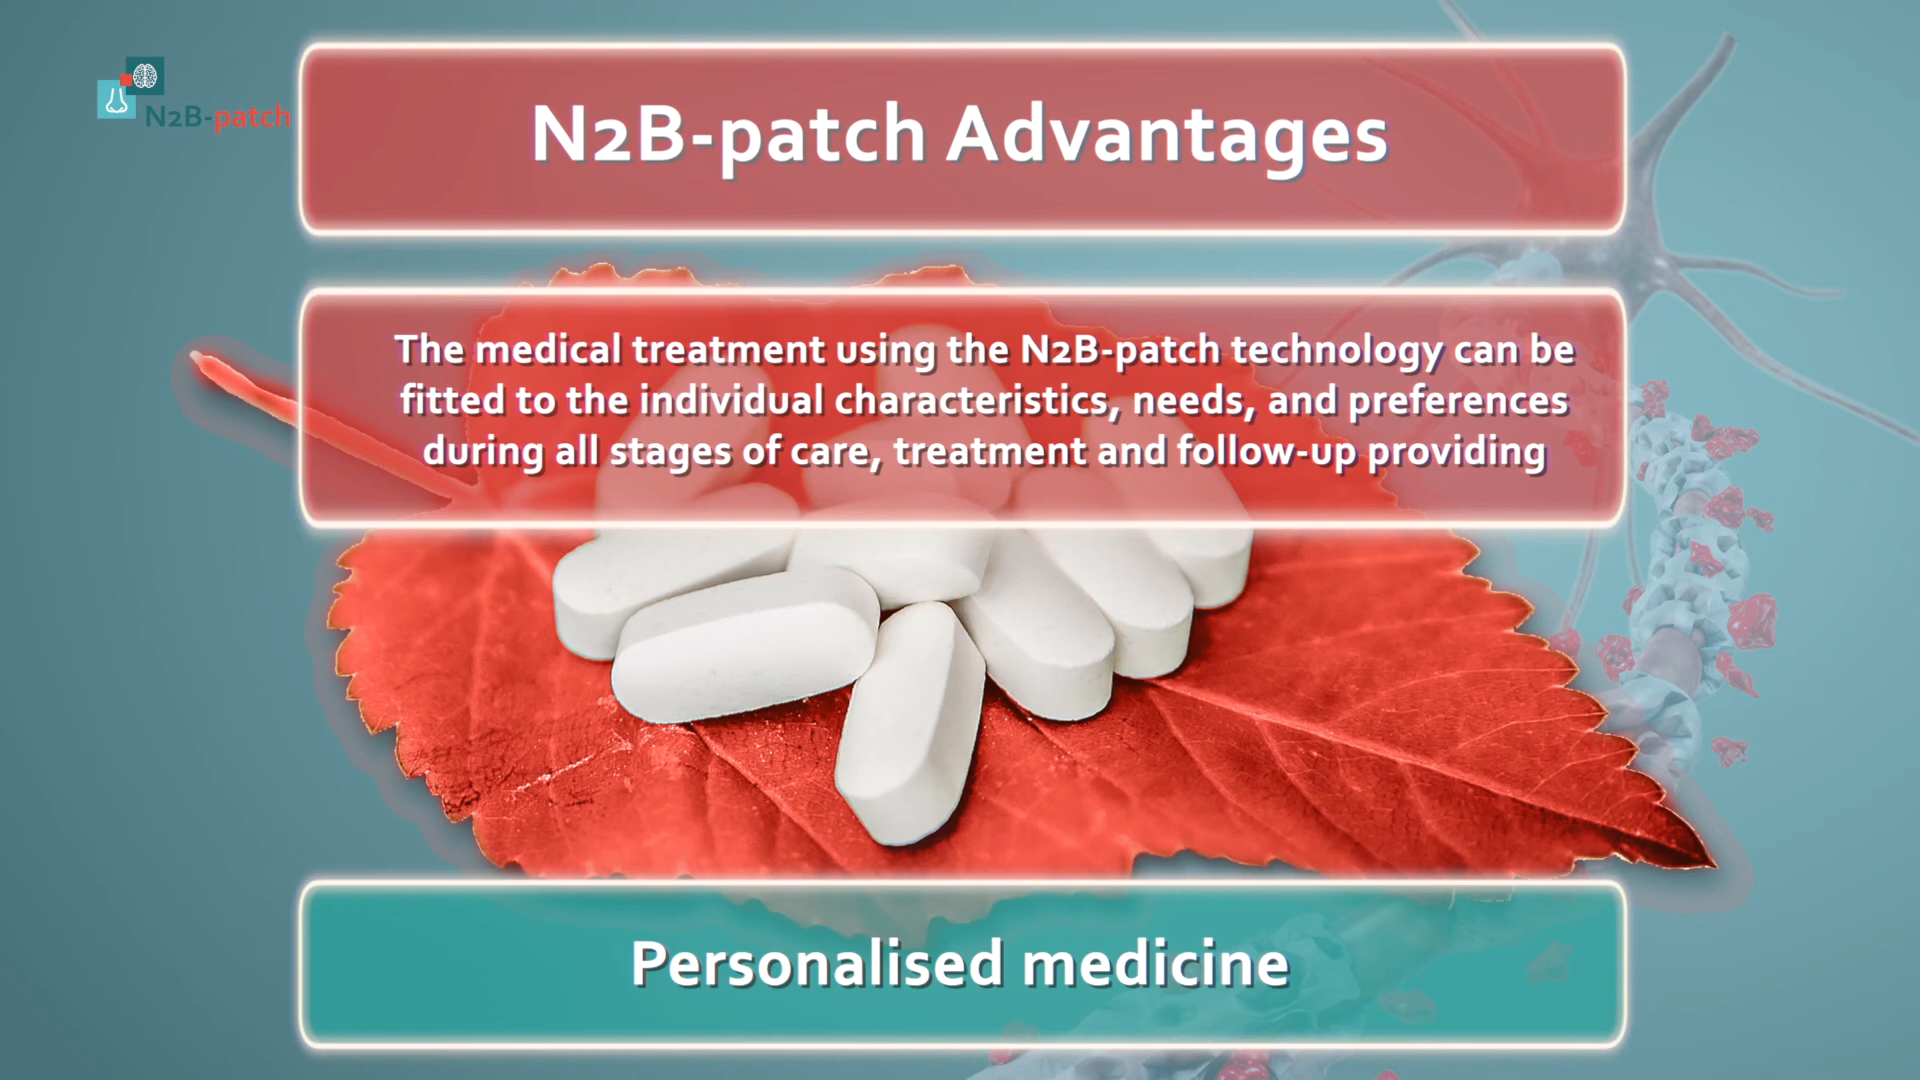 N2B-patch
N2B-patch Advantages
The medical treatment using the N2B-patch technology can be
fitted to the individual characteristics, needs, and preferences
during all stages of care, treatment and follow-up providing
Personalised medicine